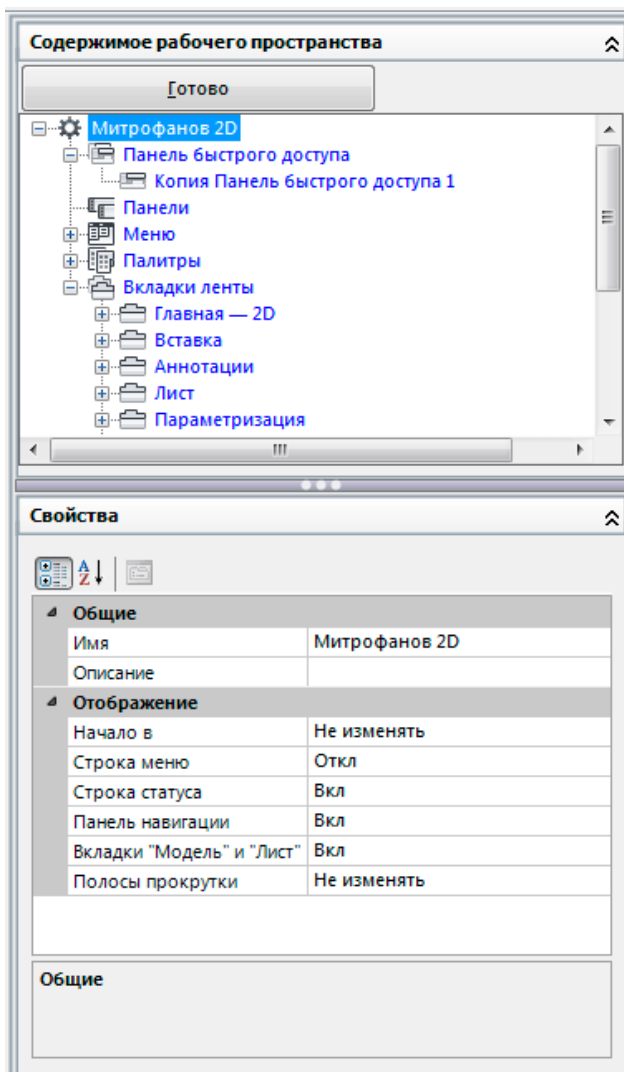 Содержимое рабочего пространства
Готово
Митрофанов 2D
Панель быстрого доступа
Копия Панель быстрого доступа 1
Панели
Меню
Палитры
Вкладки ленты
Главная — 2D
Вставка
Аннотации
Лист
Параметризация
Свойства
A
Z
Общие
Имя Митрофанов 2D
Описание
Отображение
Начало в Не изменять
Строка меню Откл
Строка статуса Вкл
Панель навигации Вкл
Вкладки "Модель" и "Лист" Вкл
Полосы прокрутки Не изменять
Общие